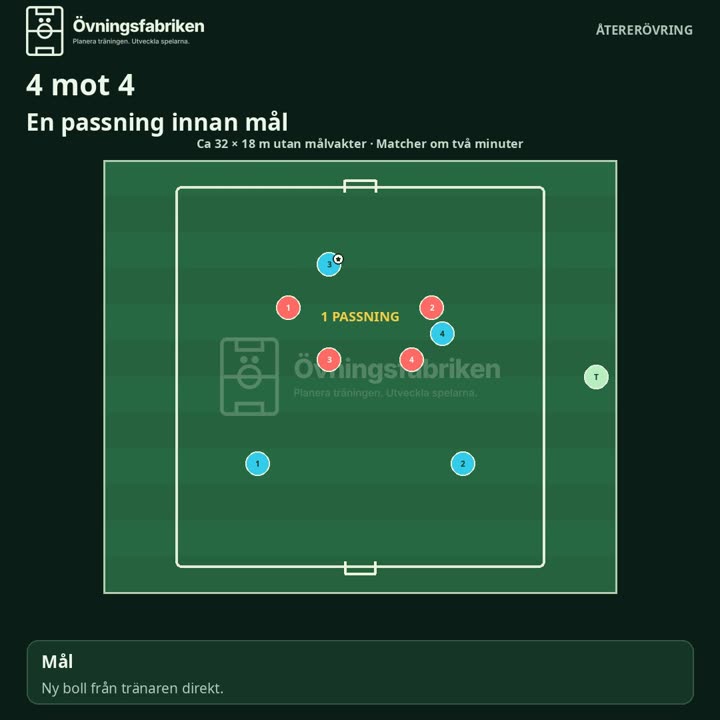 Övningsfabriken
Planera träningen. Utveckla spelarna.
ÅTERERÖVRING
4 mot 4
En passning innan mål
Ca 32 × 18 m utan målvakter · Matcher om två minuter
3
1
2
1 PASSNING
4
3
4
Övningsfabriken
Planera träningen. Utveckla spelarna.
T
1
2
Mål
Ny boll från tränaren direkt.